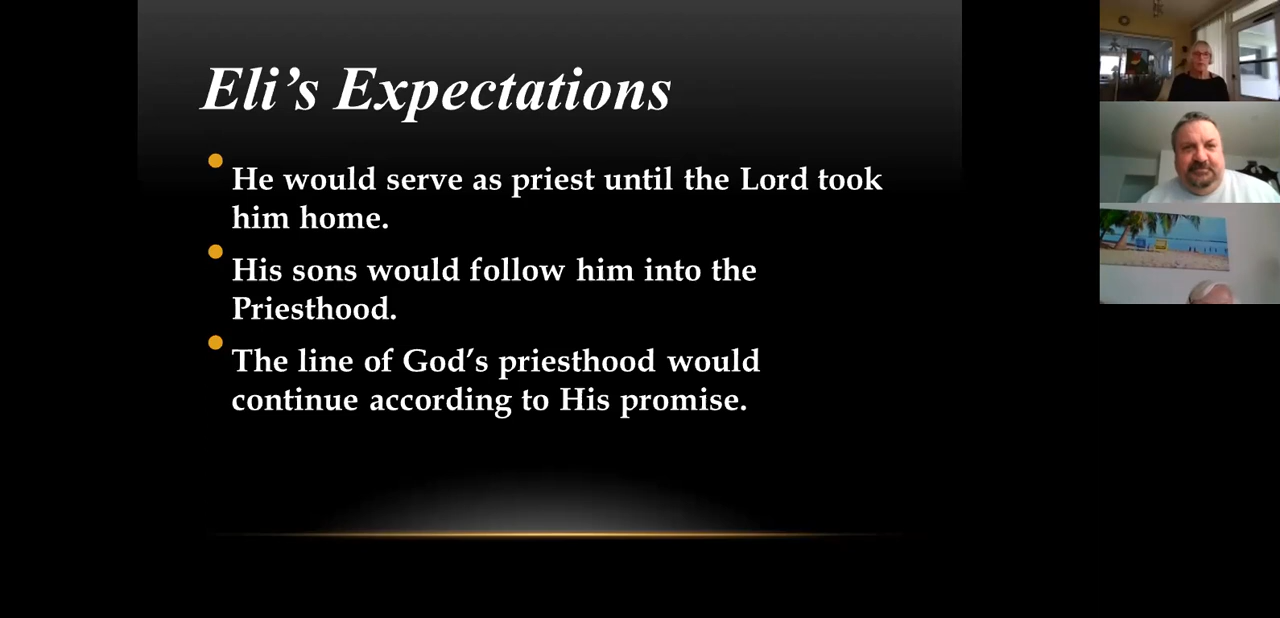 Eli’s Expectations
He would serve as priest until the Lord took
him home.
His sons would follow him into the
Priesthood.
The line of God’s priesthood would
continue according to His promise.